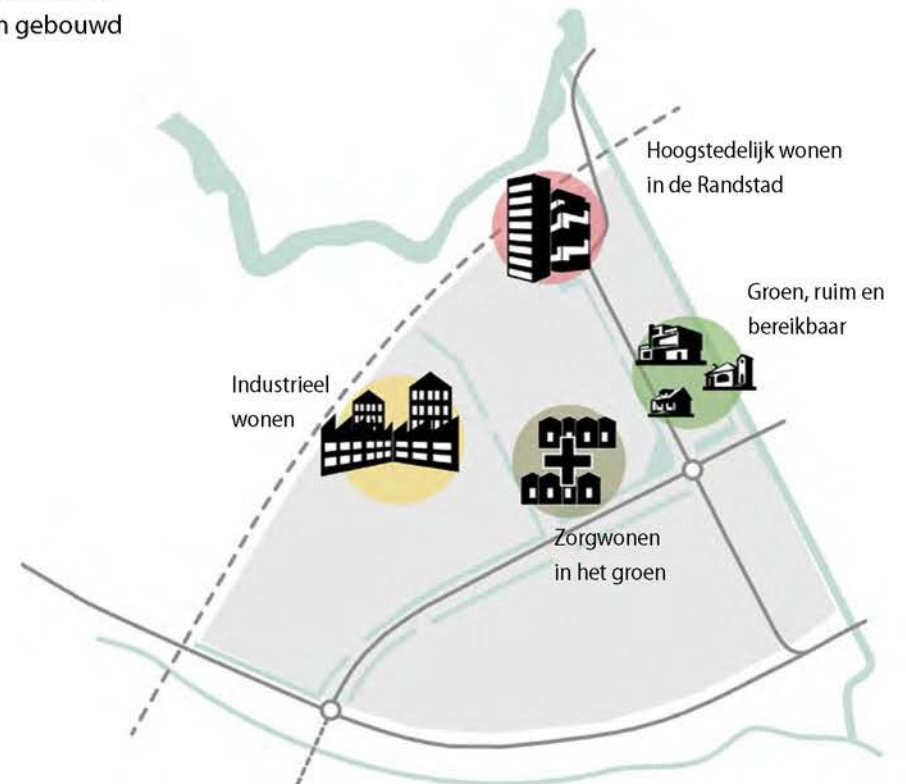 n gebouwd
Hoogstedelijk wonen
in de Randstad
Groen, ruim en
bereikbaar
Industrieel
wonen
Zorgwonen
in het groen